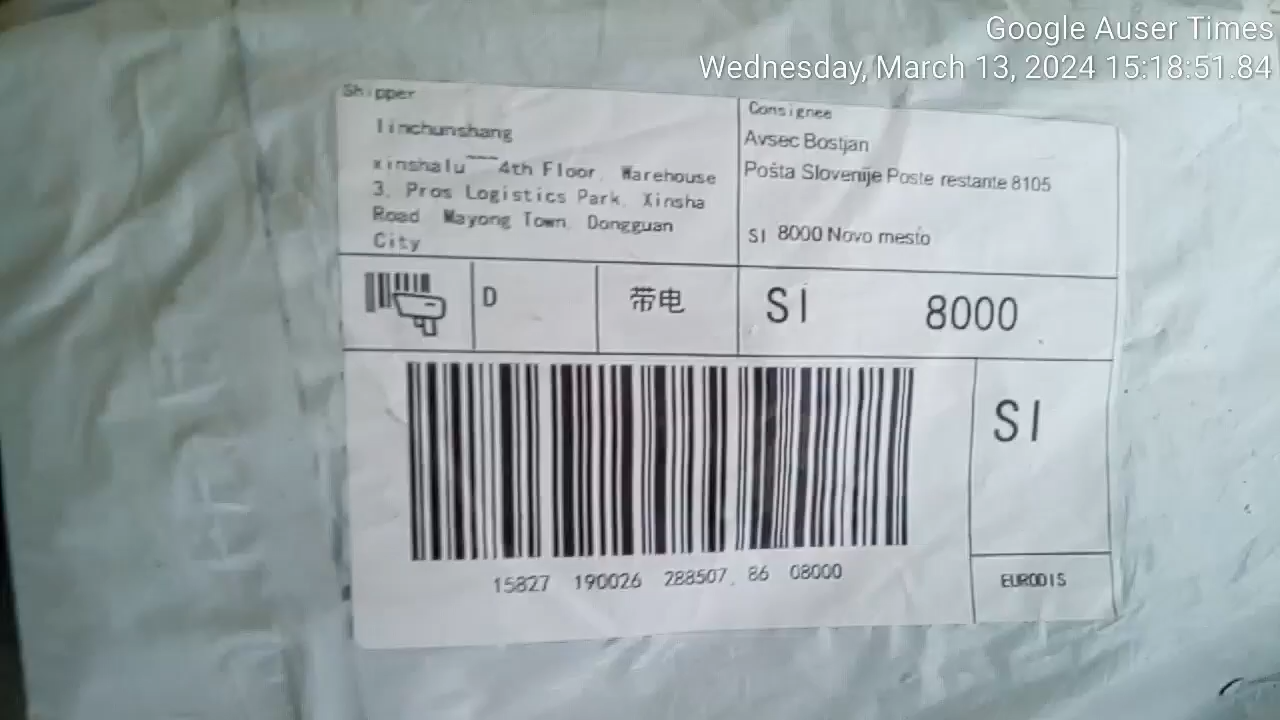 Google Auser Times
Wednesday, March 13, 2024 15:18:51.84
Shipper
linchunshang
xinshalu~~~4th Floor, Warehouse
3, Pros Logistics Park, Xinsha
Road Mayong Town, Dongguan
City
Consignee
Avsec Bostjan
Pošta Slovenije Poste restante 8105
SI 8000 Novo mesto
D
带电
SI 8000
SI
15827 190026 288507. 86 08000
EURODIS